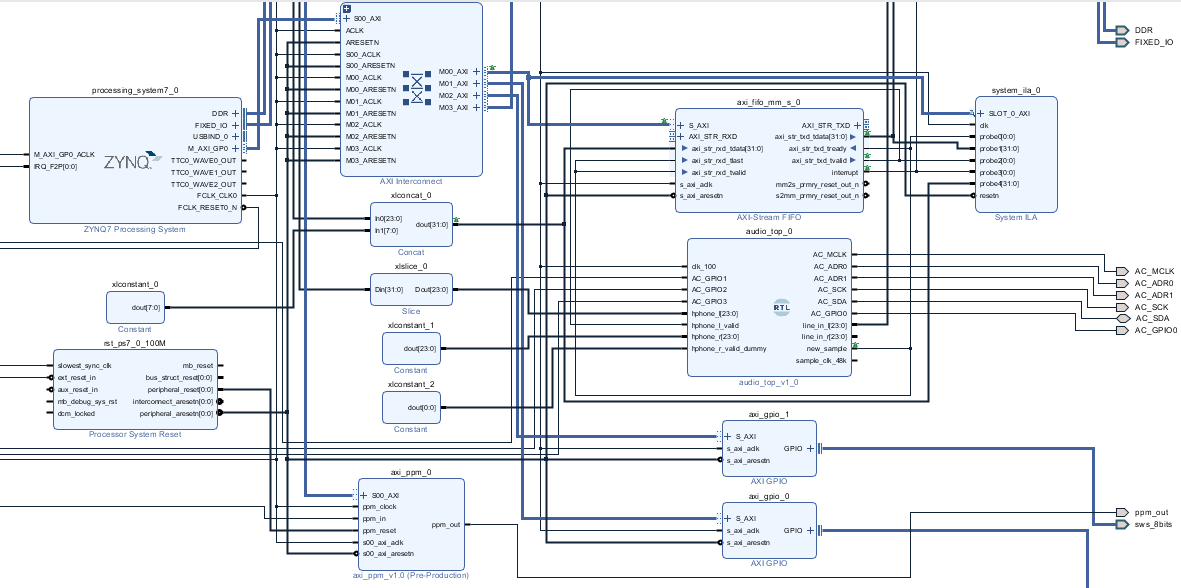 processing_system7_0
DDR
FIXED_IO
USBIND_0
M_AXI_GP0
M_AXI_GP0_ACLK
TTC0_WAVE0_OUT
IRQ_F2P[0:0]
ZYNQ
TTC0_WAVE1_OUT
TTC0_WAVE2_OUT
FCLK_CLK0
FCLK_RESET0_N
ZYNQ7 Processing System
S00_AXI
ACLK
ARESETN
S00_ACLK
S00_ARESETN
M00_ACLK
M00_ARESETN
M01_ACLK
M01_ARESETN
M02_ACLK
M02_ARESETN
M03_ACLK
M03_ARESETN
M00_AXI
M01_AXI
M02_AXI
M03_AXI
AXI Interconnect
xlconcat_0
In0[23:0]
In1[7:0]
dout[31:0]
Concat
xlslice_0
Din[31:0]
Dout[23:0]
Slice
xlconstant_0
dout[7:0]
Constant
xlconstant_1
dout[23:0]
Constant
xlconstant_2
dout[0:0]
Constant
rst_ps7_0_100M
slowest_sync_clk
ext_reset_in
aux_reset_in
mb_debug_sys_rst
dcm_locked
mb_reset
bus_struct_reset[0:0]
peripheral_reset[0:0]
interconnect_aresetn[0:0]
peripheral_aresetn[0:0]
Processor System Reset
axi_ppm_0
S00_AXI
ppm_clock
ppm_in
ppm_reset
s00_axi_aclk
s00_axi_aresetn
ppm_out
axi_ppm_v1.0 (Pre-Production)
axi_fifo_mm_s_0
S_AXI
AXI_STR_RXD
axi_str_rxd_tdata[31:0]
axi_str_rxd_tlast
axi_str_rxd_tvalid
s_axi_aclk
s_axi_aresetn
AXI_STR_TXD
axi_str_txd_tdata[31:0]
axi_str_txd_tready
axi_str_txd_tvalid
interrupt
mm2s_prmry_reset_out_n
s2mm_prmry_reset_out_n
AXI-Stream FIFO
audio_top_0
clk_100
AC_GPIO1
AC_GPIO2
AC_GPIO3
hphone_l[23:0]
hphone_l_valid
hphone_r[23:0]
hphone_r_valid_dummy
RTL
AC_MCLK
AC_ADR0
AC_ADR1
AC_SCK
AC_SDA
AC_GPIO0
line_in_l[23:0]
line_in_r[23:0]
new_sample
sample_clk_48k
audio_top_v1_0
axi_gpio_1
S_AXI
s_axi_aclk
s_axi_aresetn
GPIO
AXI GPIO
axi_gpio_0
S_AXI
s_axi_aclk
s_axi_aresetn
GPIO
AXI GPIO
system_ila_0
SLOT_0_AXI
clk
probe0[0:0]
probe1[31:0]
probe2[0:0]
probe3[0:0]
probe4[31:0]
resetn
System ILA
DDR
FIXED_IO
AC_MCLK
AC_ADR0
AC_ADR1
AC_SCK
AC_SDA
AC_GPIO0
ppm_out
sws_8bits